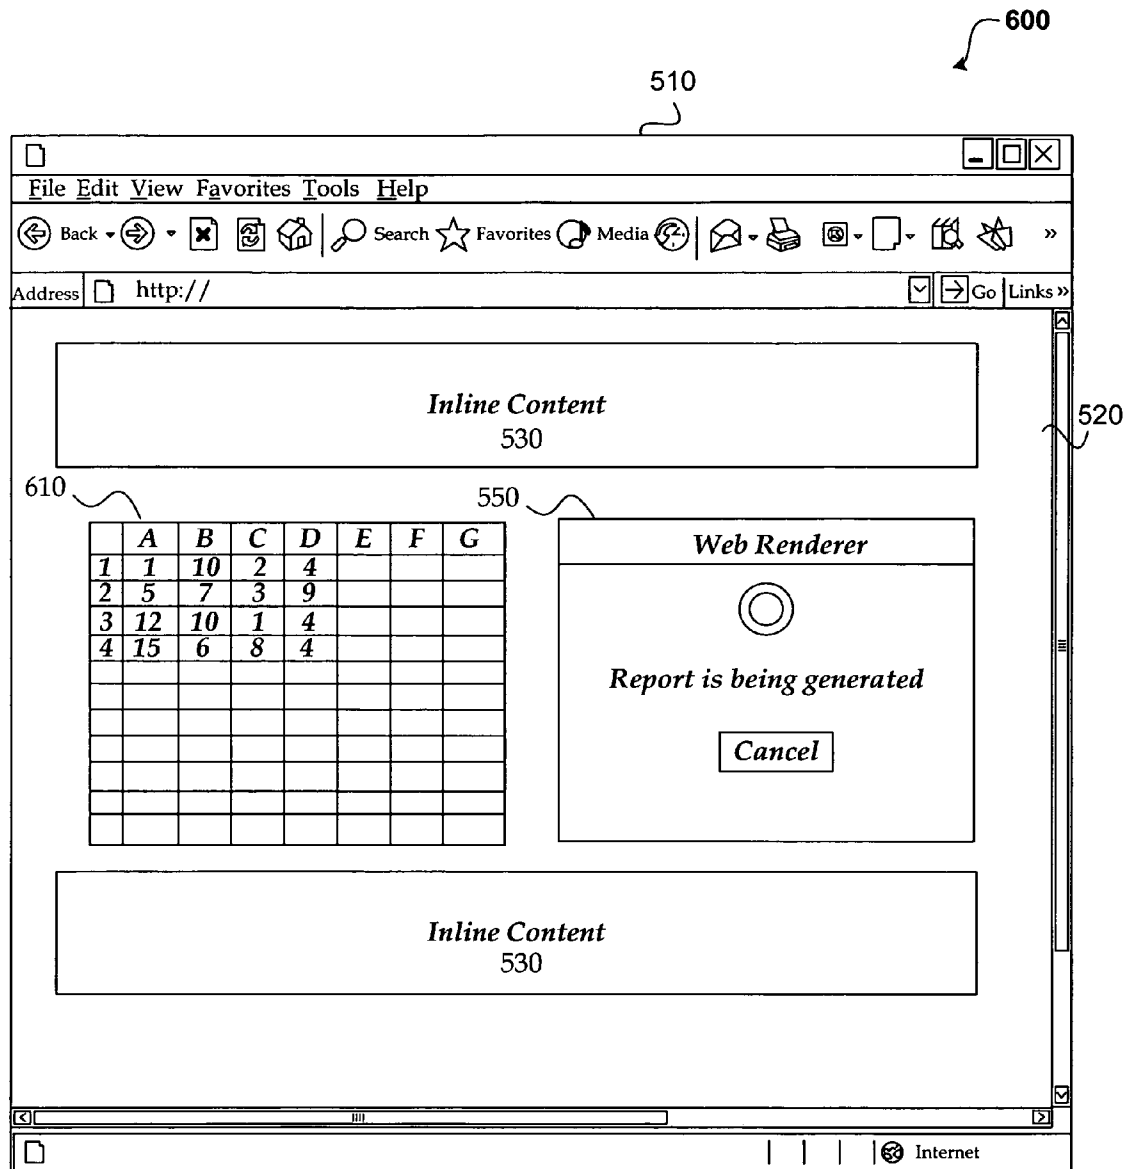 600
510
File Edit View Favorites Tools Help
Back Search Favorites Media
»
Address http:// Go Links »
Inline Content
530
520
610
550
A B C D E F G
1 1 10 2 4
2 5 7 3 9
3 12 10 1 4
4 15 6 8 4
Web Renderer
Report is being generated
Cancel
Inline Content
530
Internet